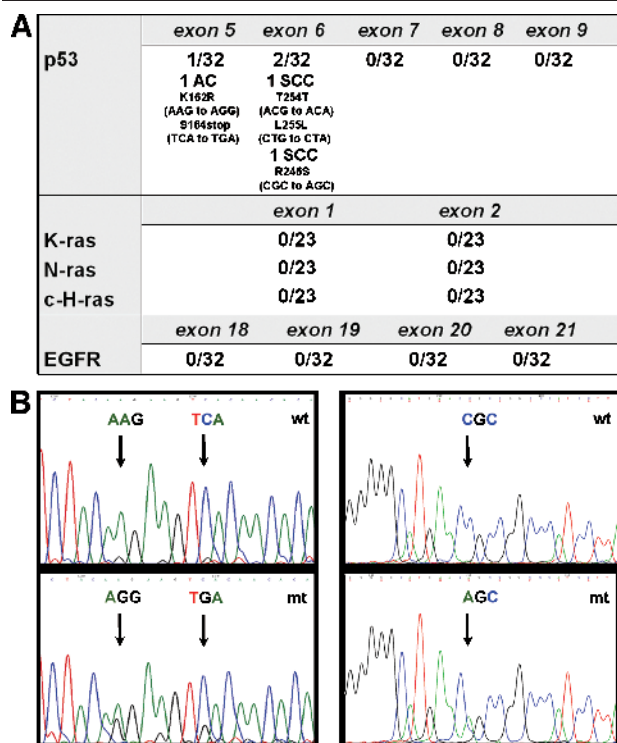 A
exon 5 exon 6 exon 7 exon 8 exon 9
p53 1/32 2/32 0/32 0/32 0/32
1 AC 1 SCC
K162R T254T
(AAG to AGG) (ACG to ACA)
S164stop L255L
(TCA to TGA) (CTG to CTA)
1 SCC
R248S
(CGC to AGC)
exon 1 exon 2
K-ras 0/23 0/23
N-ras 0/23 0/23
c-H-ras 0/23 0/23
exon 18 exon 19 exon 20 exon 21
EGFR 0/32 0/32 0/32 0/32
B
AAG TCA wt CGC wt
AGG TGA mt AGC mt